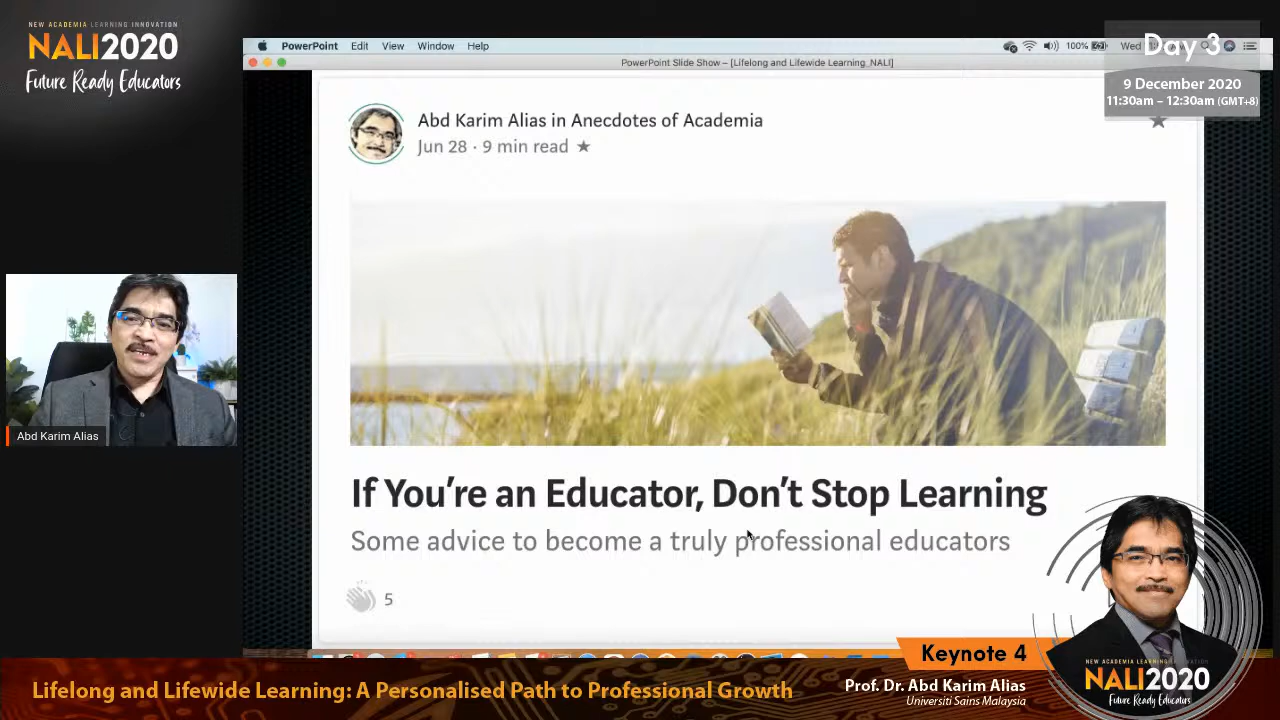 NEW ACADEMIA LEARNING INNOVATION
NALI2020
Future Ready Educators
PowerPoint Edit View Window Help
100%
Wed
PowerPoint Slide Show – [Lifelong and Lifewide Learning_NALI]
Day 3
9 December 2020
11:30am – 12:30am (GMT+8)
Abd Karim Alias in Anecdotes of Academia
Jun 28 · 9 min read ★
Abd Karim Alias
If You're an Educator, Don't Stop Learning
Some advice to become a truly professional educators
5
Keynote 4
Lifelong and Lifewide Learning: A Personalised Path to Professional Growth
Prof. Dr. Abd Karim Alias
Universiti Sains Malaysia
NEW ACADEMIA LEARNING INNOVATION
NALI2020
Future Ready Educators